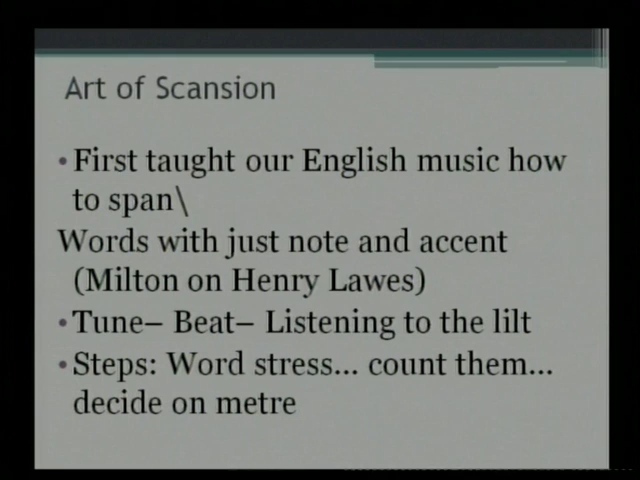 Art of Scansion
•First taught our English music how
to span\
Words with just note and accent
(Milton on Henry Lawes)
•Tune– Beat– Listening to the lilt
•Steps: Word stress... count them...
decide on metre